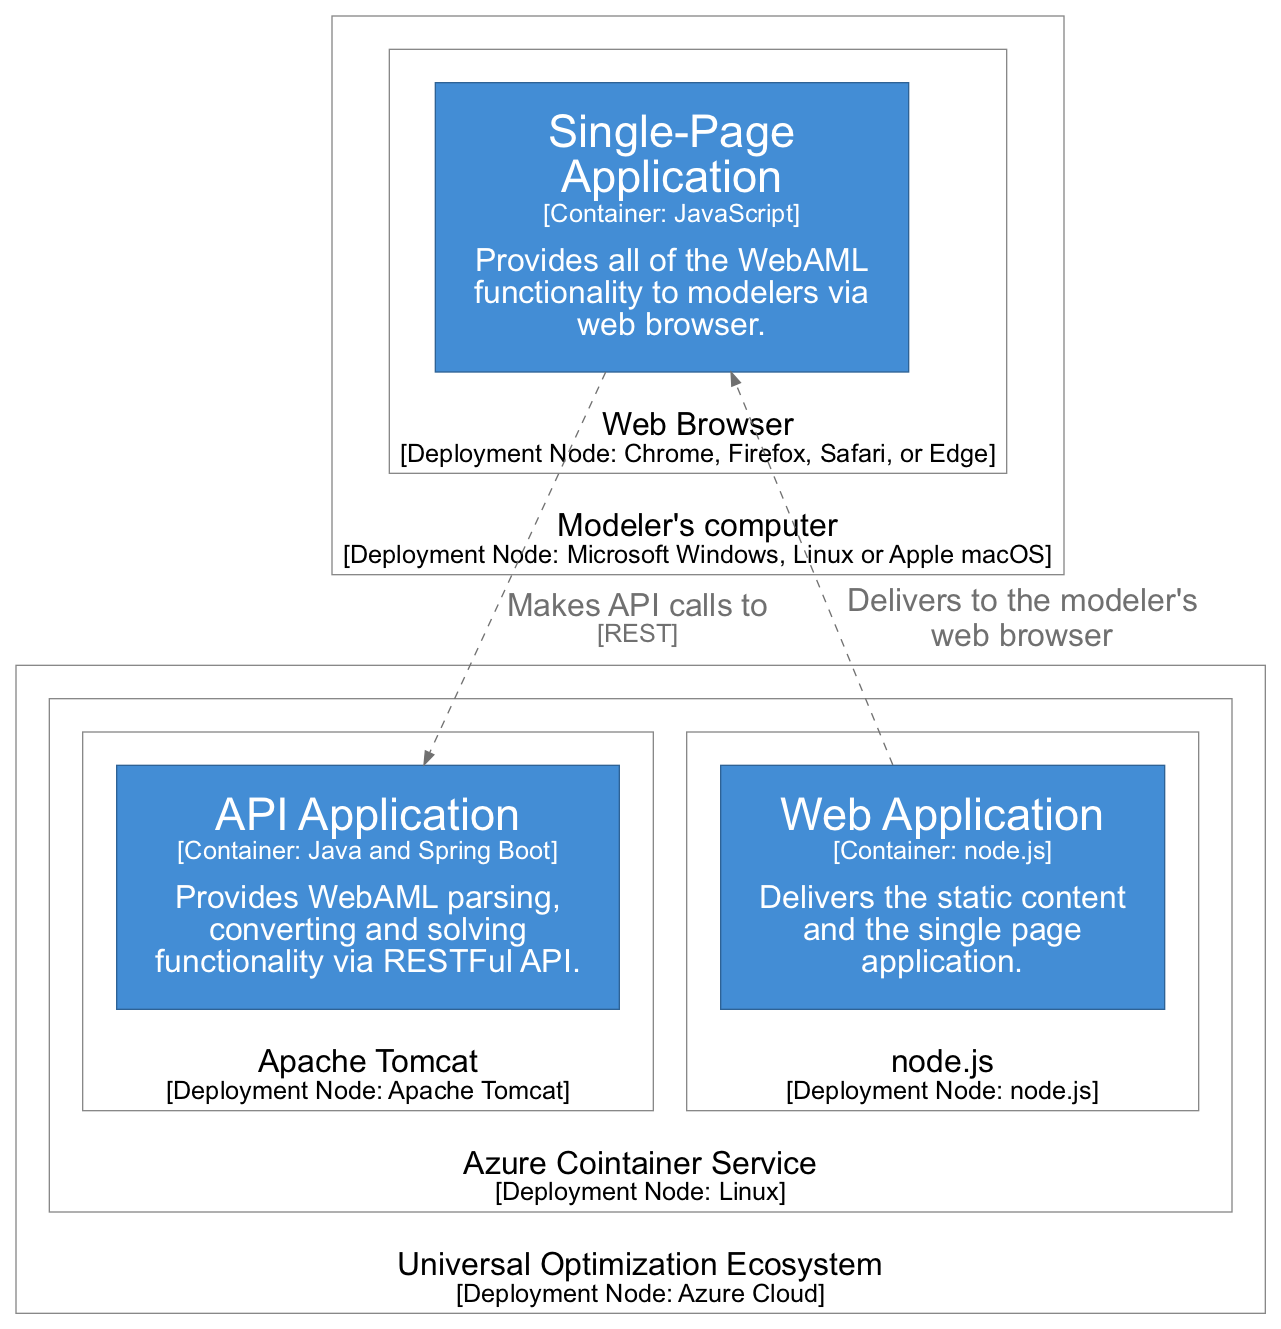 Single-Page
Application
[Container: JavaScript]
Provides all of the WebAML
functionality to modelers via
web browser.
Web Browser
[Deployment Node: Chrome, Firefox, Safari, or Edge]
Modeler's computer
[Deployment Node: Microsoft Windows, Linux or Apple macOS]
Makes API calls to
[REST]
Delivers to the modeler's
web browser
API Application
[Container: Java and Spring Boot]
Provides WebAML parsing,
converting and solving
functionality via RESTFul API.
Apache Tomcat
[Deployment Node: Apache Tomcat]
Web Application
[Container: node.js]
Delivers the static content
and the single page
application.
node.js
[Deployment Node: node.js]
Azure Cointainer Service
[Deployment Node: Linux]
Universal Optimization Ecosystem
[Deployment Node: Azure Cloud]